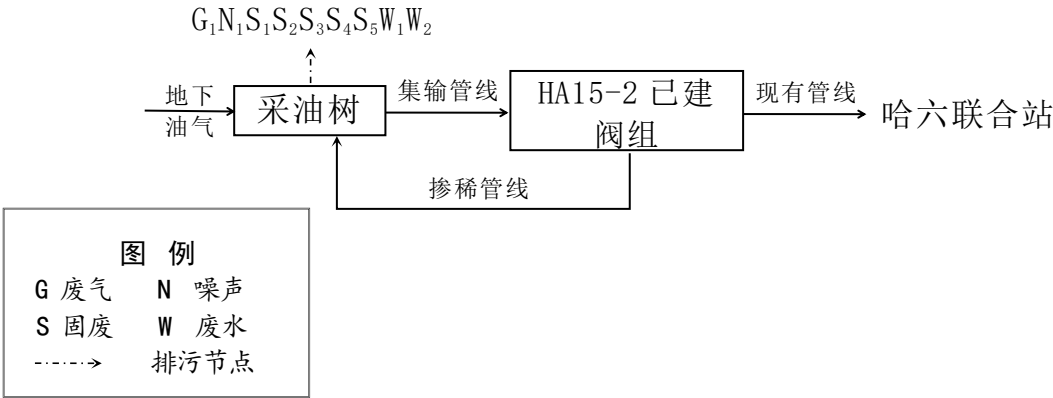 G₁N₁S₁S₂S₃S₄S₅W₁W₂
地下
油气
采油树
集输管线
HA15-2 已建
阀组
现有管线
哈六联合站
掺稀管线
图 例
G 废气 N 噪声
S 固废 W 废水
排污节点